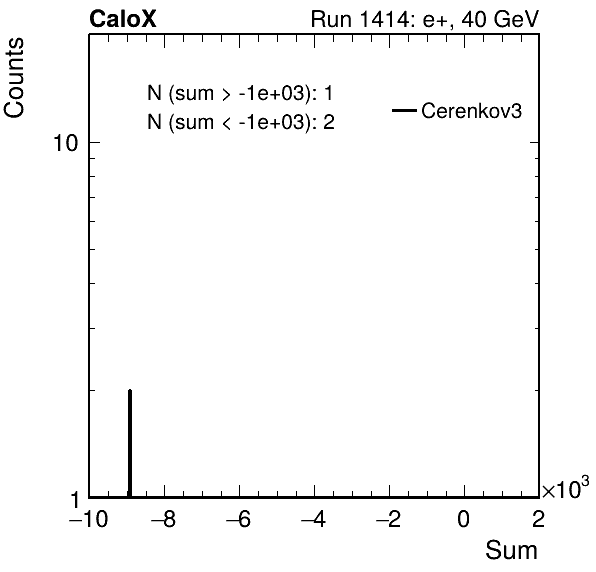 CaloX Run 1414: e+, 40 GeV
Counts
N (sum > -1e+03): 1
N (sum < -1e+03): 2
Cerenkov3
10
1
−10 −8 −6 −4 −2 0 2
×10³
Sum